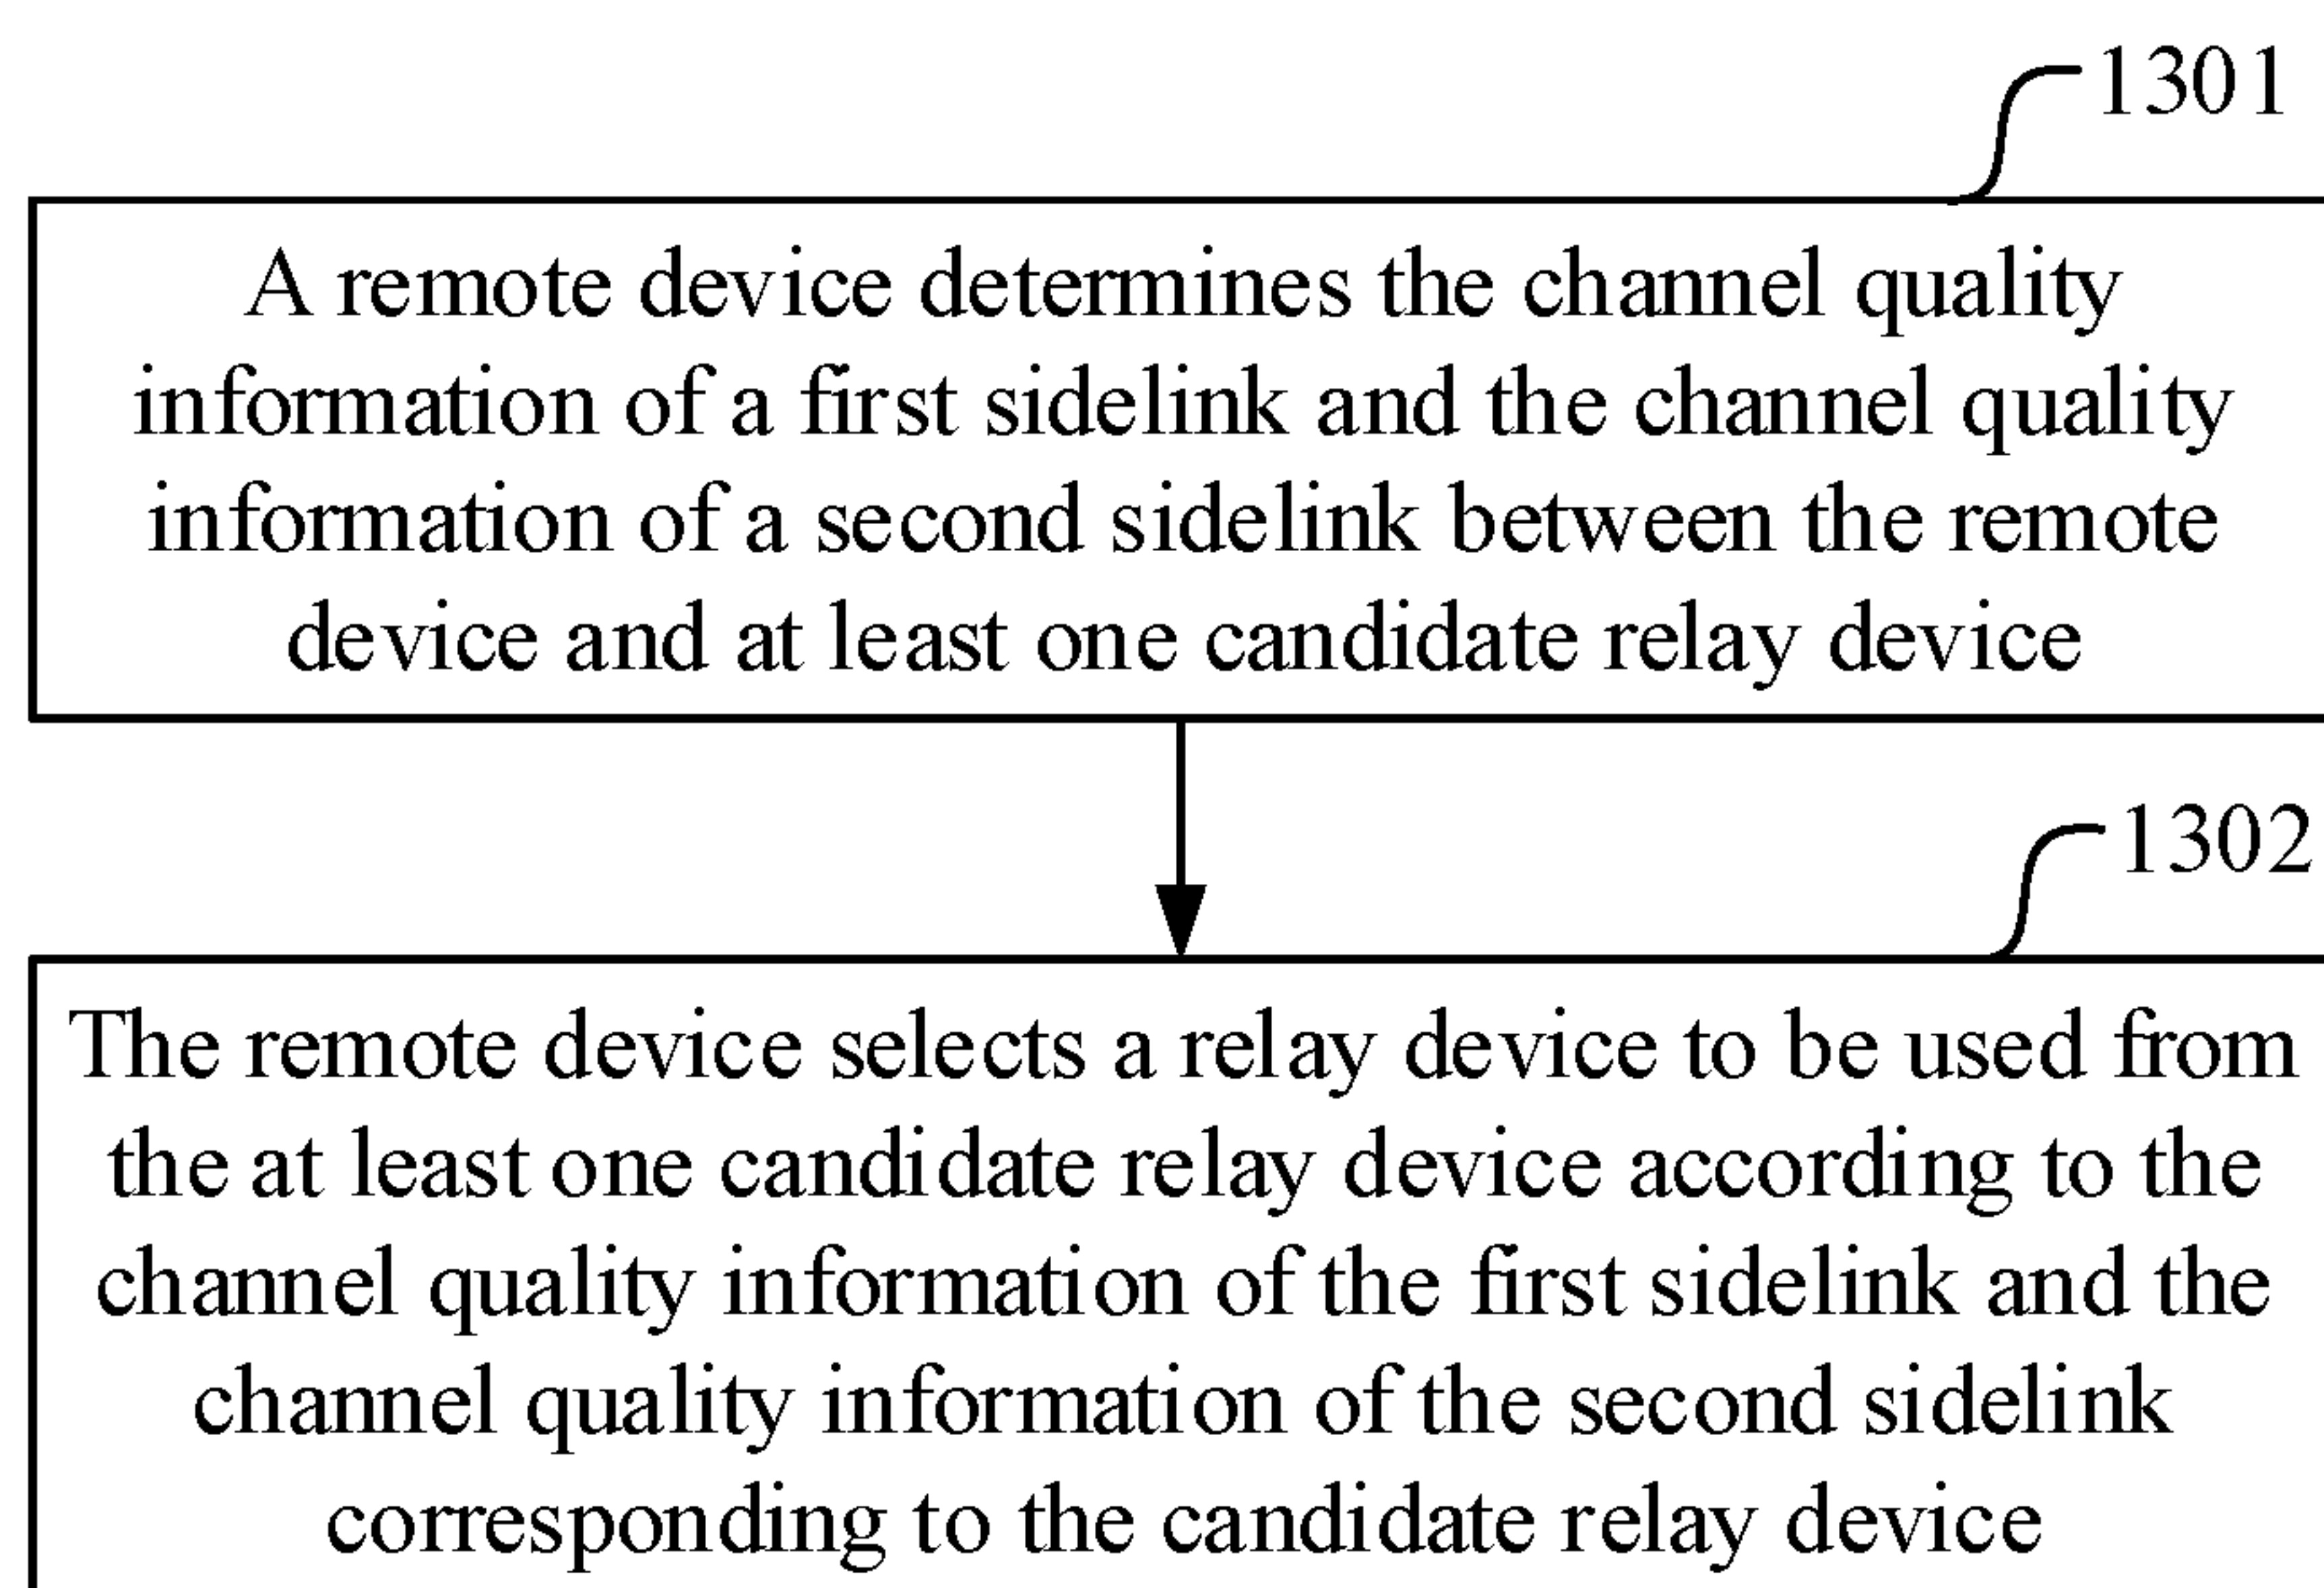 1301
A remote device determines the channel quality
information of a first sidelink and the channel quality
information of a second sidelink between the remote
device and at least one candidate relay device
1302
The remote device selects a relay device to be used from
the at least one candidate relay device according to the
channel quality information of the first sidelink and the
channel quality information of the second sidelink
corresponding to the candidate relay device